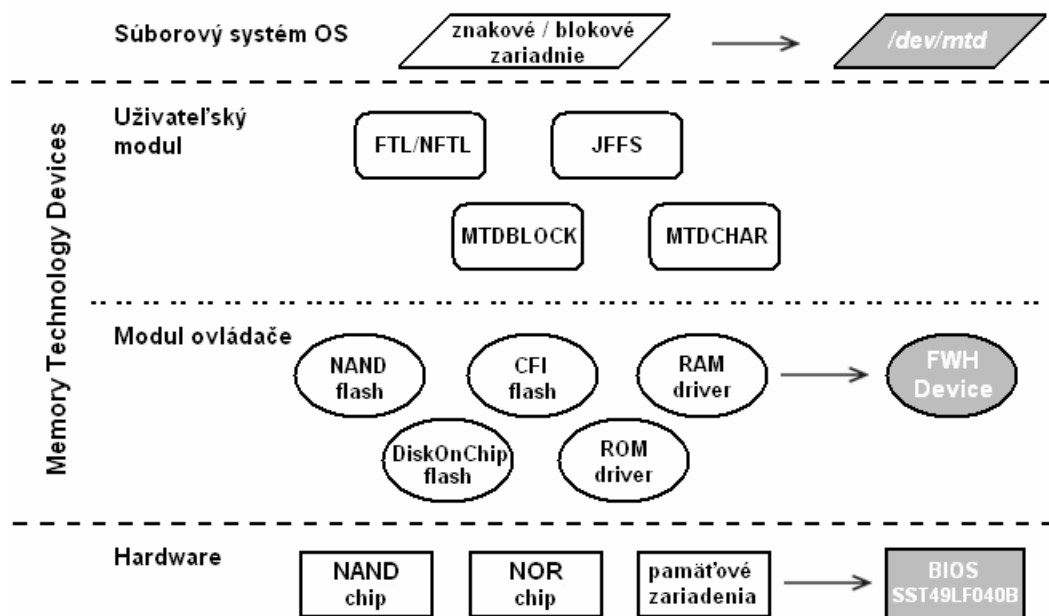 Súborový systém OS
znakové / blokové
zariadnie
/dev/mtd
Memory Technology Devices
Uživateľský
modul
FTL/NFTL
JFFS
MTDBLOCK
MTDCHAR
Modul ovládače
NAND
flash
CFI
flash
RAM
driver
FWH
Device
DiskOnChip
flash
ROM
driver
Hardware
NAND
chip
NOR
chip
pamäťové
zariadenia
BIOS
SST49LF040B